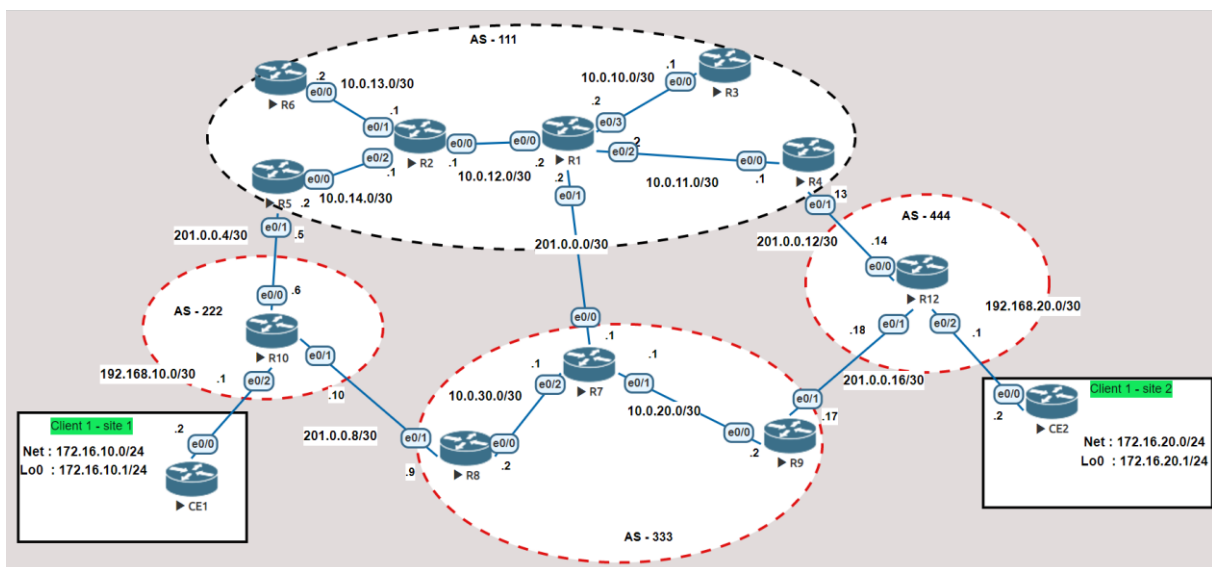 AS - 111
R6
.2
e0/0
10.0.13.0/30
.1
e0/1
R2
e0/0
.1
e0/2
.1
R5
e0/0
.2
10.0.14.0/30
e0/1
.5
10.0.12.0/30
e0/0
.2
R1
.2
e0/3
10.0.10.0/30
.1
e0/0
R3
e0/2
.2
10.0.11.0/30
e0/0
.1
R4
.2
e0/1
201.0.0.0/30
.13
e0/1
201.0.0.4/30
201.0.0.12/30
AS - 444
.14
e0/0
R12
.18
e0/1
e0/2
.1
192.168.20.0/30
201.0.0.16/30
AS - 222
e0/0
.6
R10
e0/1
.10
192.168.10.0/30
.1
e0/2
201.0.0.8/30
e0/0
.1
R7
.1
e0/2
.1
e0/1
10.0.30.0/30
10.0.20.0/30
e0/1
.9
R8
e0/0
.2
e0/0
.2
R9
e0/1
.17
AS - 333
Client 1 - site 1
Net : 172.16.10.0/24
Lo0 : 172.16.10.1/24
.2
e0/0
CE1
e0/0
.2
CE2
Client 1 - site 2
Net : 172.16.20.0/24
Lo0 : 172.16.20.1/24